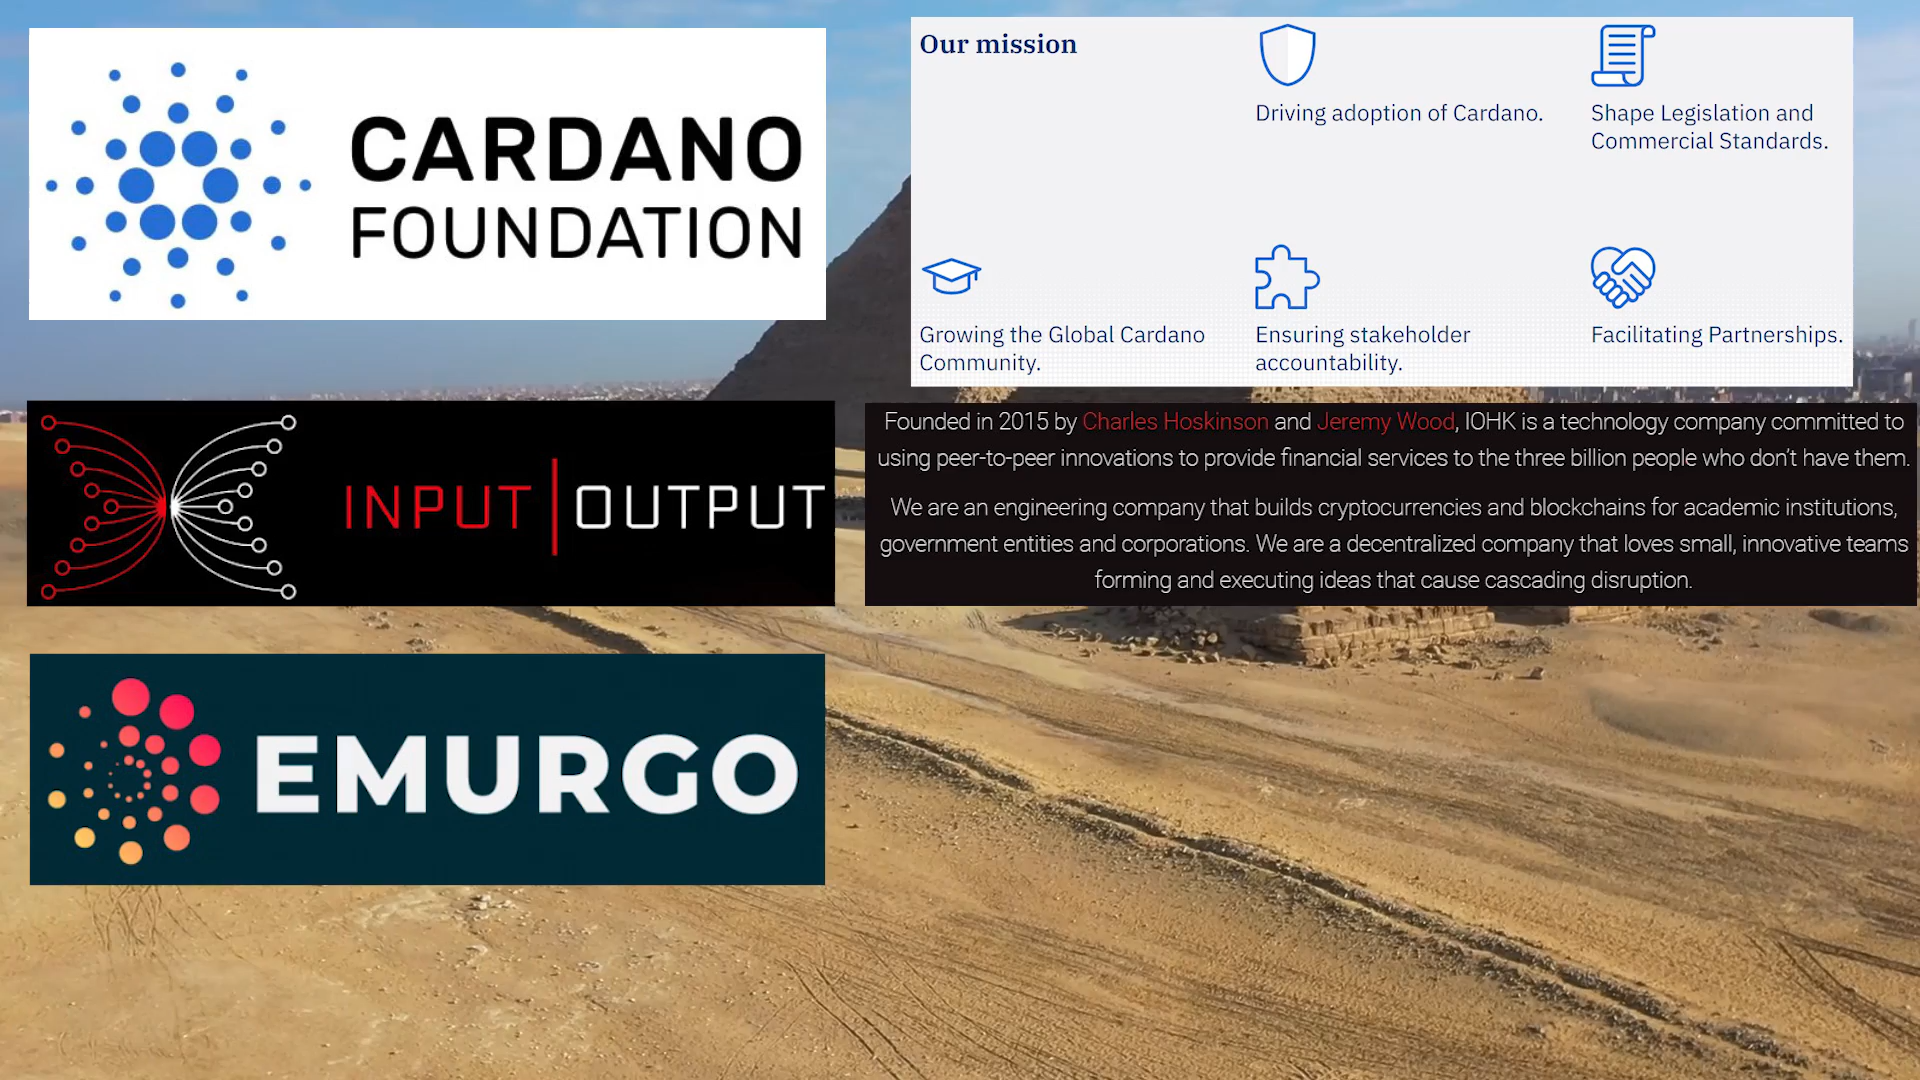 CARDANO
FOUNDATION
Our mission
Driving adoption of Cardano.
Shape Legislation and
Commercial Standards.
Growing the Global Cardano
Community.
Ensuring stakeholder
accountability.
Facilitating Partnerships.
INPUT | OUTPUT
Founded in 2015 by Charles Hoskinson and Jeremy Wood, IOHK is a technology company committed to
using peer-to-peer innovations to provide financial services to the three billion people who don't have them.
We are an engineering company that builds cryptocurrencies and blockchains for academic institutions,
government entities and corporations. We are a decentralized company that loves small, innovative teams
forming and executing ideas that cause cascading disruption.
EMURGO